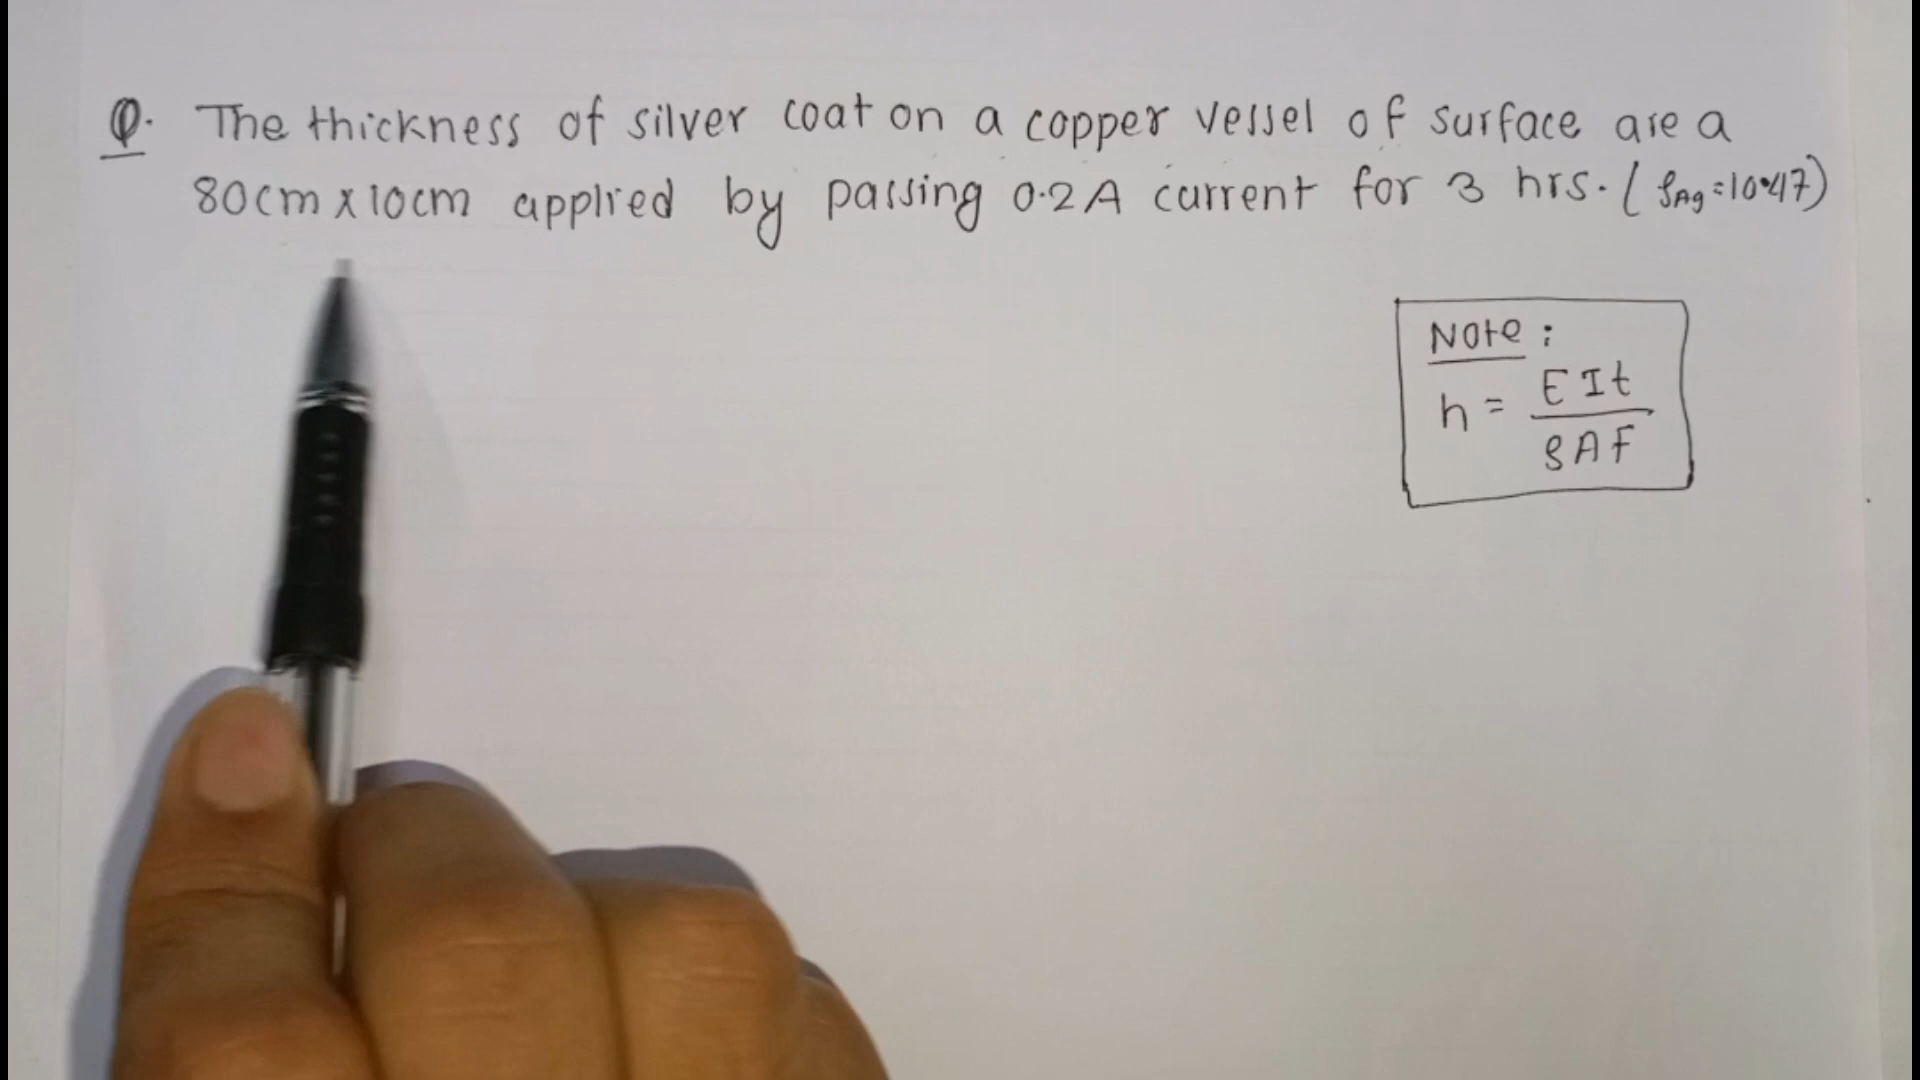 Q. The thickness of silver coat on a copper vessel of surface are a
80cm x 10cm applied by passing 0.2A current for 3 hrs. (ρAg = 10.47)
Note :
h = EIt / ρAF